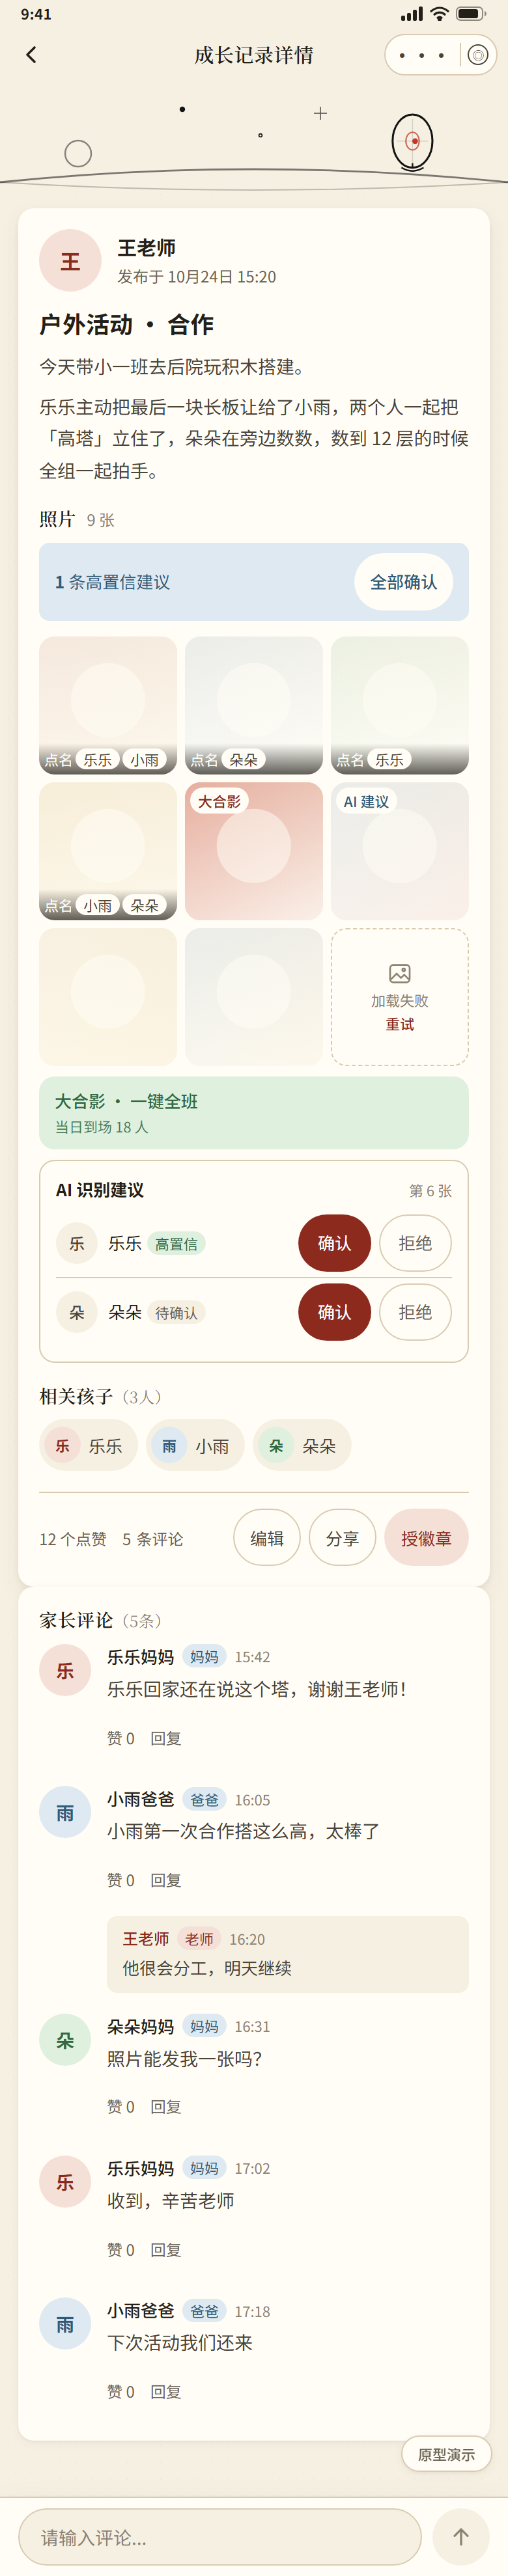 9:41
成长记录详情
王
王老师
发布于 10月24日 15:20
户外活动 · 合作
今天带小一班去后院玩积木搭建。
乐乐主动把最后一块长板让给了小雨，两个人一起把
「高塔」立住了，朵朵在旁边数数，数到 12 层的时候
全组一起拍手。
照片 9 张
1 条高置信建议 全部确认
点名 乐乐 小雨
点名 朵朵
点名 乐乐
点名 小雨 朵朵
大合影
AI 建议
加载失败
重试
大合影 · 一键全班
当日到场 18 人
AI 识别建议 第 6 张
乐 乐乐 高置信 确认 拒绝
朵 朵朵 待确认 确认 拒绝
相关孩子（3人）
乐 乐乐 雨 小雨 朵 朵朵
12 个点赞 5 条评论 编辑 分享 授徽章
家长评论（5条）
乐 乐乐妈妈 妈妈 15:42
乐乐回家还在说这个塔，谢谢王老师！
赞 0 回复
雨 小雨爸爸 爸爸 16:05
小雨第一次合作搭这么高，太棒了
赞 0 回复
王老师 老师 16:20
他很会分工，明天继续
朵 朵朵妈妈 妈妈 16:31
照片能发我一张吗？
赞 0 回复
乐 乐乐妈妈 妈妈 17:02
收到，辛苦老师
赞 0 回复
雨 小雨爸爸 爸爸 17:18
下次活动我们还来
赞 0 回复
原型演示
请输入评论...